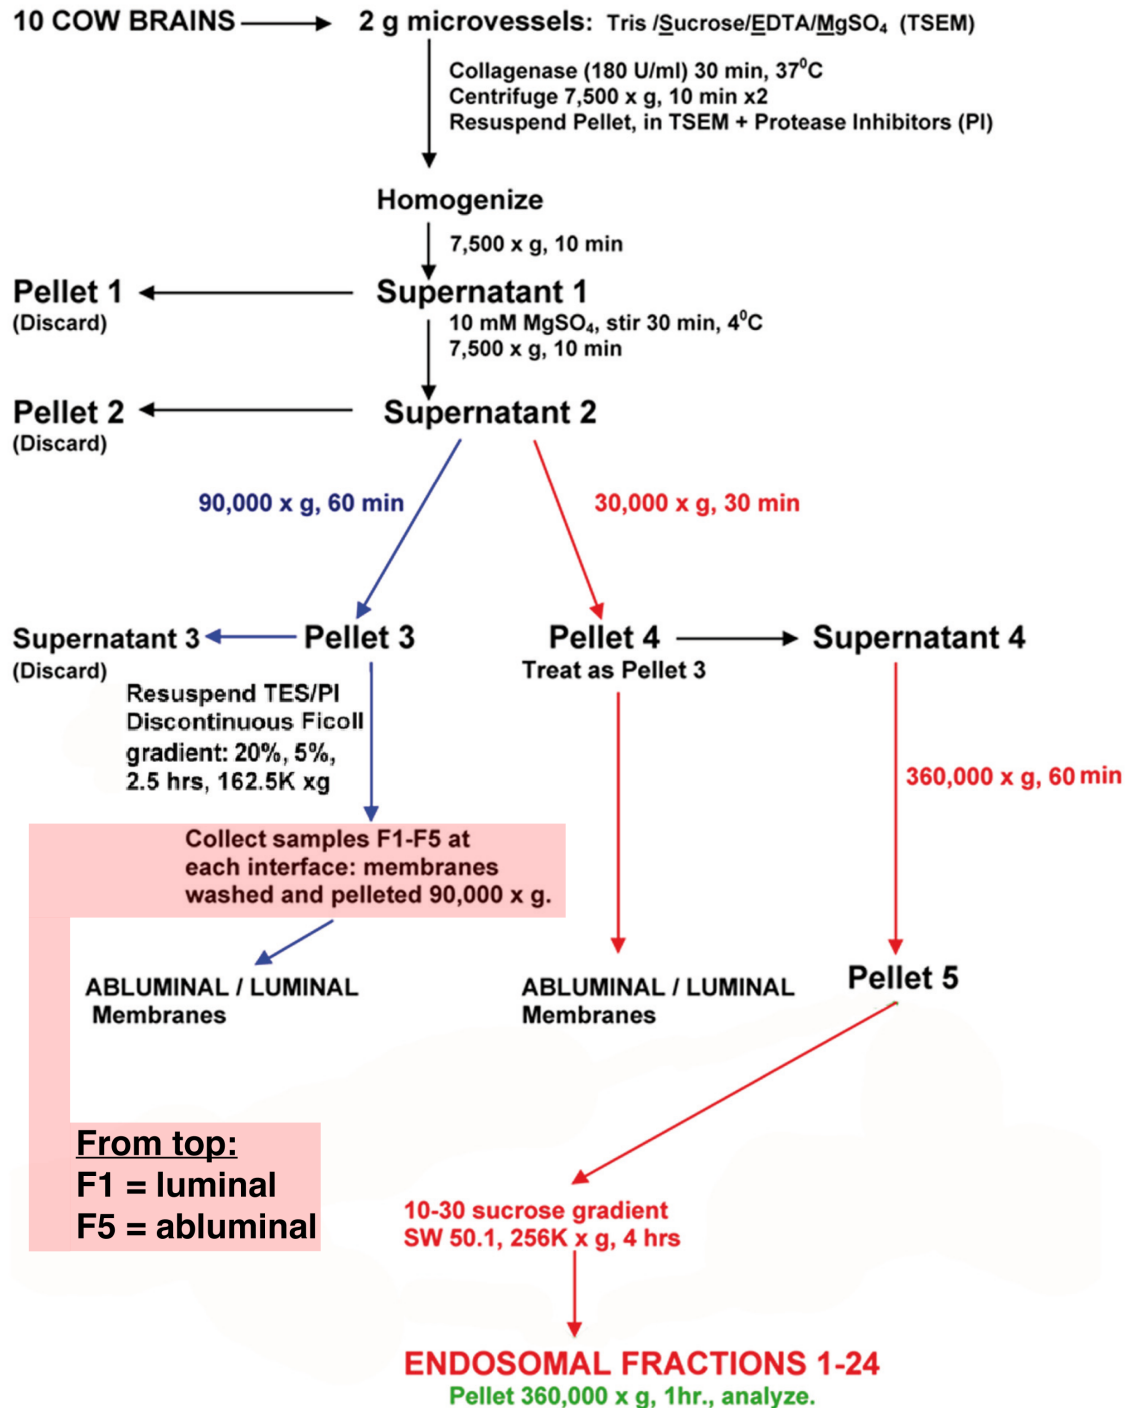 10 COW BRAINS
2 g microvessels: Tris /Sucrose/EDTA/MgSO₄ (TSEM)
Collagenase (180 U/ml) 30 min, 37⁰C
Centrifuge 7,500 x g, 10 min x2
Resuspend Pellet, in TSEM + Protease Inhibitors (PI)
Homogenize
7,500 x g, 10 min
Pellet 1
(Discard)
Supernatant 1
10 mM MgSO₄, stir 30 min, 4⁰C
7,500 x g, 10 min
Pellet 2
(Discard)
Supernatant 2
90,000 x g, 60 min
30,000 x g, 30 min
Supernatant 3
(Discard)
Pellet 3
Pellet 4
Treat as Pellet 3
Supernatant 4
Resuspend TES/PI
Discontinuous Ficoll
gradient: 20%, 5%,
2.5 hrs, 162.5K xg
360,000 x g, 60 min
Collect samples F1-F5 at
each interface: membranes
washed and pelleted 90,000 x g.
ABLUMINAL / LUMINAL
Membranes
ABLUMINAL / LUMINAL
Membranes
Pellet 5
From top:
F1 = luminal
F5 = abluminal
10-30 sucrose gradient
SW 50.1, 256K x g, 4 hrs
ENDOSOMAL FRACTIONS 1-24
Pellet 360,000 x g, 1hr., analyze.